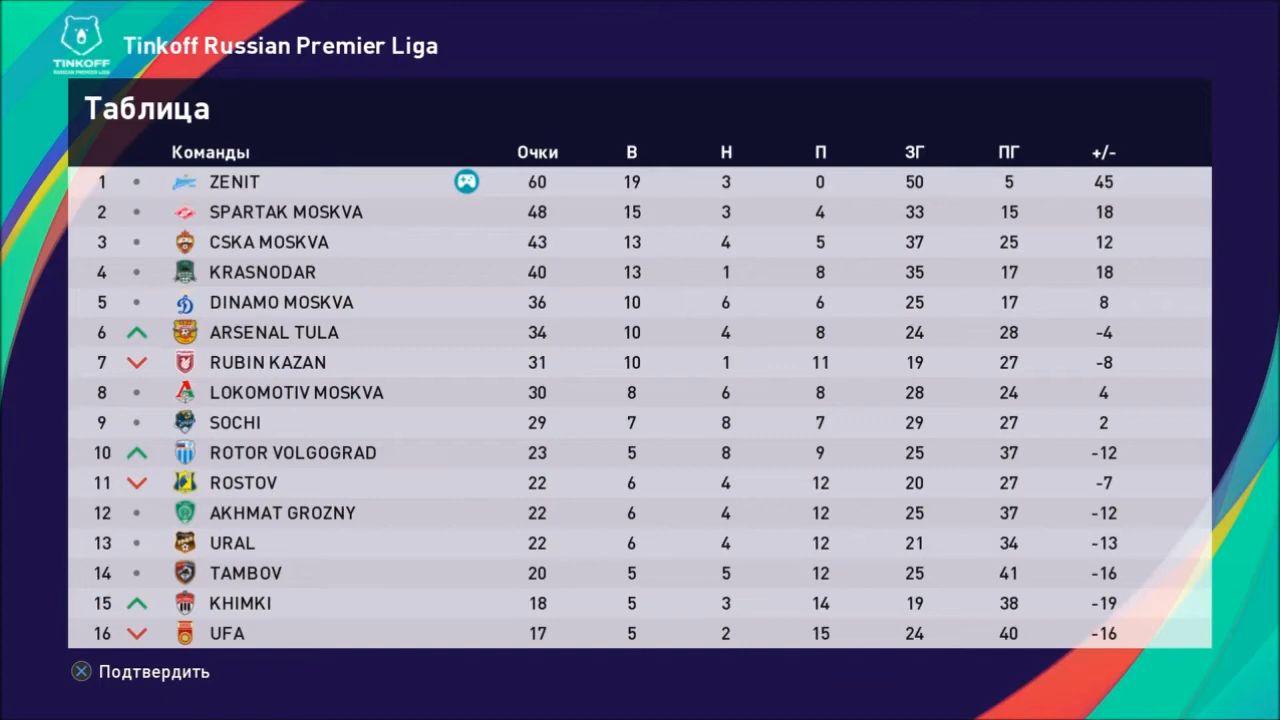 Tinkoff Russian Premier Liga
TINKOFF
RUSSIAN PREMIER LIGA
Таблица
Команды Очки В Н П ЗГ ПГ +/-
1 ZENIT 60 19 3 0 50 5 45
2 SPARTAK MOSKVA 48 15 3 4 33 15 18
3 CSKA MOSKVA 43 13 4 5 37 25 12
4 KRASNODAR 40 13 1 8 35 17 18
5 DINAMO MOSKVA 36 10 6 6 25 17 8
6 ARSENAL TULA 34 10 4 8 24 28 -4
7 RUBIN KAZAN 31 10 1 11 19 27 -8
8 LOKOMOTIV MOSKVA 30 8 6 8 28 24 4
9 SOCHI 29 7 8 7 29 27 2
10 ROTOR VOLGOGRAD 23 5 8 9 25 37 -12
11 ROSTOV 22 6 4 12 20 27 -7
12 AKHMAT GROZNY 22 6 4 12 25 37 -12
13 URAL 22 6 4 12 21 34 -13
14 TAMBOV 20 5 5 12 25 41 -16
15 KHIMKI 18 5 3 14 19 38 -19
16 UFA 17 5 2 15 24 40 -16
Подтвердить